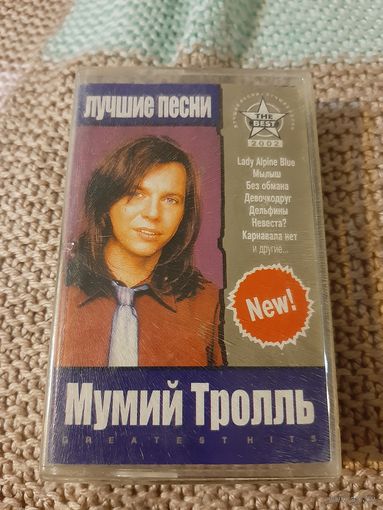 лучшие песни
THE
BEST
2002
Lady Alpine Blue
Мылыш
Без обмана
Девочкодруг
Дельфины
Невеста?
Карнавала нет
и другие...
New!
Мумий Тролль
GREATEST HITS